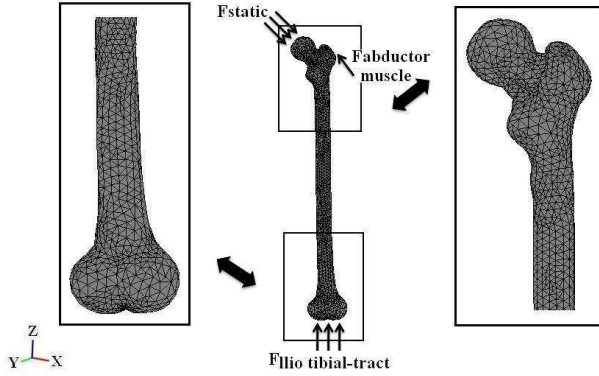 Fstatic
Fabductor
muscle
FIlio tibial-tract
Z
Y X